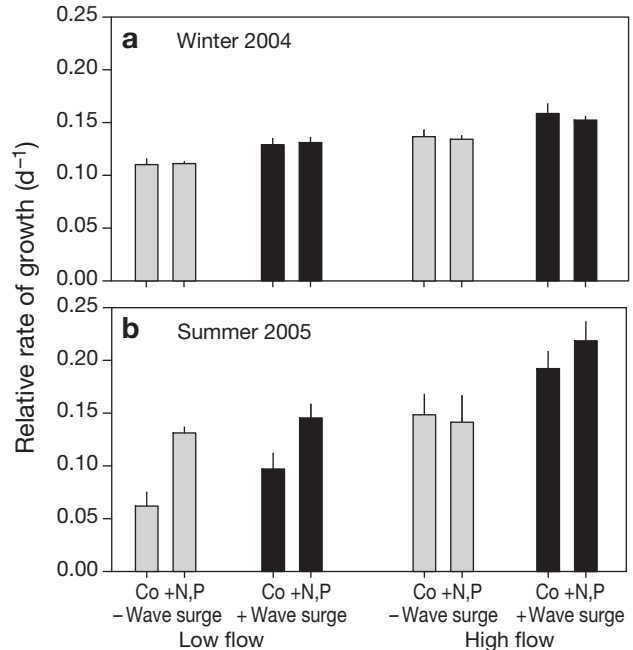 Relative rate of growth (d⁻¹)
a Winter 2004
0.25
0.20
0.15
0.10
0.05
0.00
b Summer 2005
0.25
0.20
0.15
0.10
0.05
0.00
Co +N,P Co +N,P Co +N,P Co +N,P
– Wave surge + Wave surge – Wave surge + Wave surge
Low flow High flow